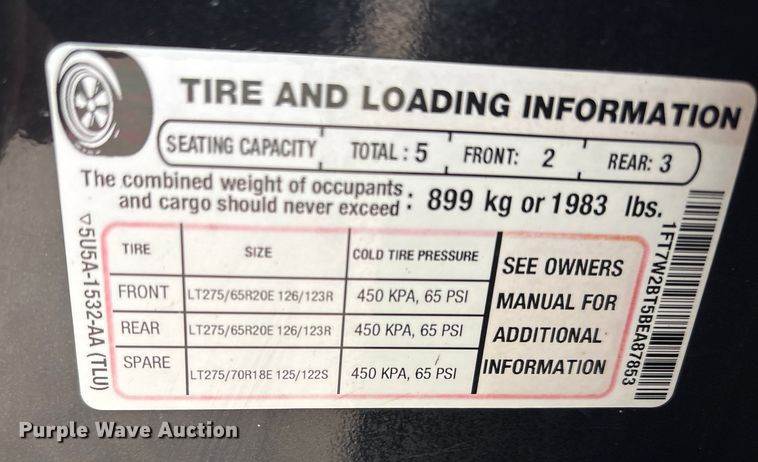 TIRE AND LOADING INFORMATION
SEATING CAPACITY TOTAL : 5 FRONT: 2 REAR: 3
The combined weight of occupants
and cargo should never exceed : 899 kg or 1983 lbs.
TIRE SIZE COLD TIRE PRESSURE
FRONT LT275/65R20E 126/123R 450 KPA, 65 PSI
REAR LT275/65R20E 126/123R 450 KPA, 65 PSI
SPARE LT275/70R18E 125/122S 450 KPA, 65 PSI
SEE OWNERS
MANUAL FOR
ADDITIONAL
INFORMATION
5U5A-1532-AA (TLU)
1FT7W2BT5BEA87853
Purple Wave Auction